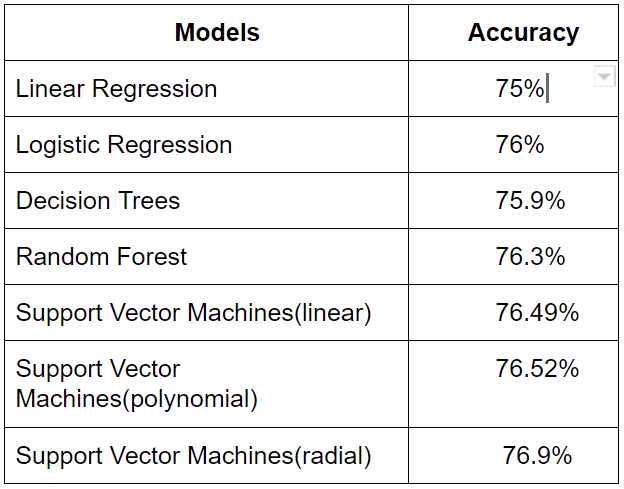 Models Accuracy
Linear Regression 75%
Logistic Regression 76%
Decision Trees 75.9%
Random Forest 76.3%
Support Vector Machines(linear) 76.49%
Support Vector 76.52%
Machines(polynomial)
Support Vector Machines(radial) 76.9%